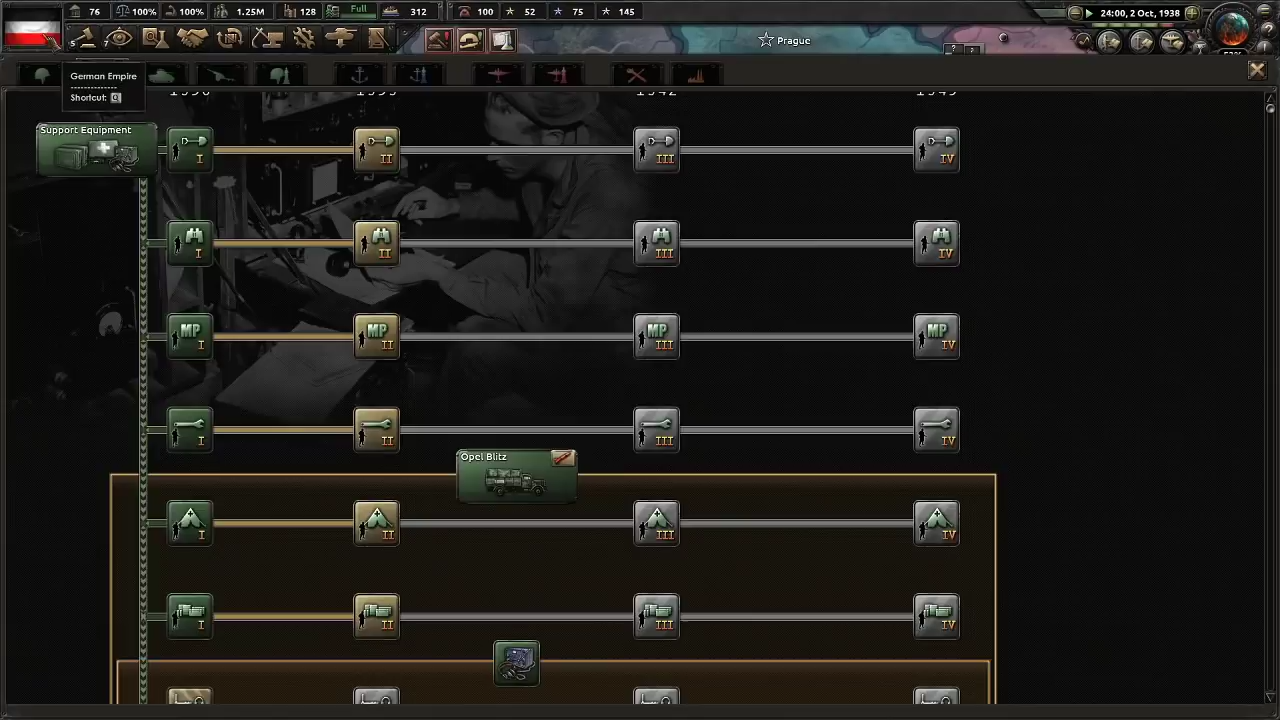 76 100% 100% 1.25M 128 Full 312 100 52 75 145 24:00, 2 Oct, 1938
5 7
Prague
? ?
German Empire
Shortcut: Q
Support Equipment
I II III IV
I II III IV
MP I MP II MP III MP IV
I II III IV
Opel Blitz
I II III IV
I II III IV